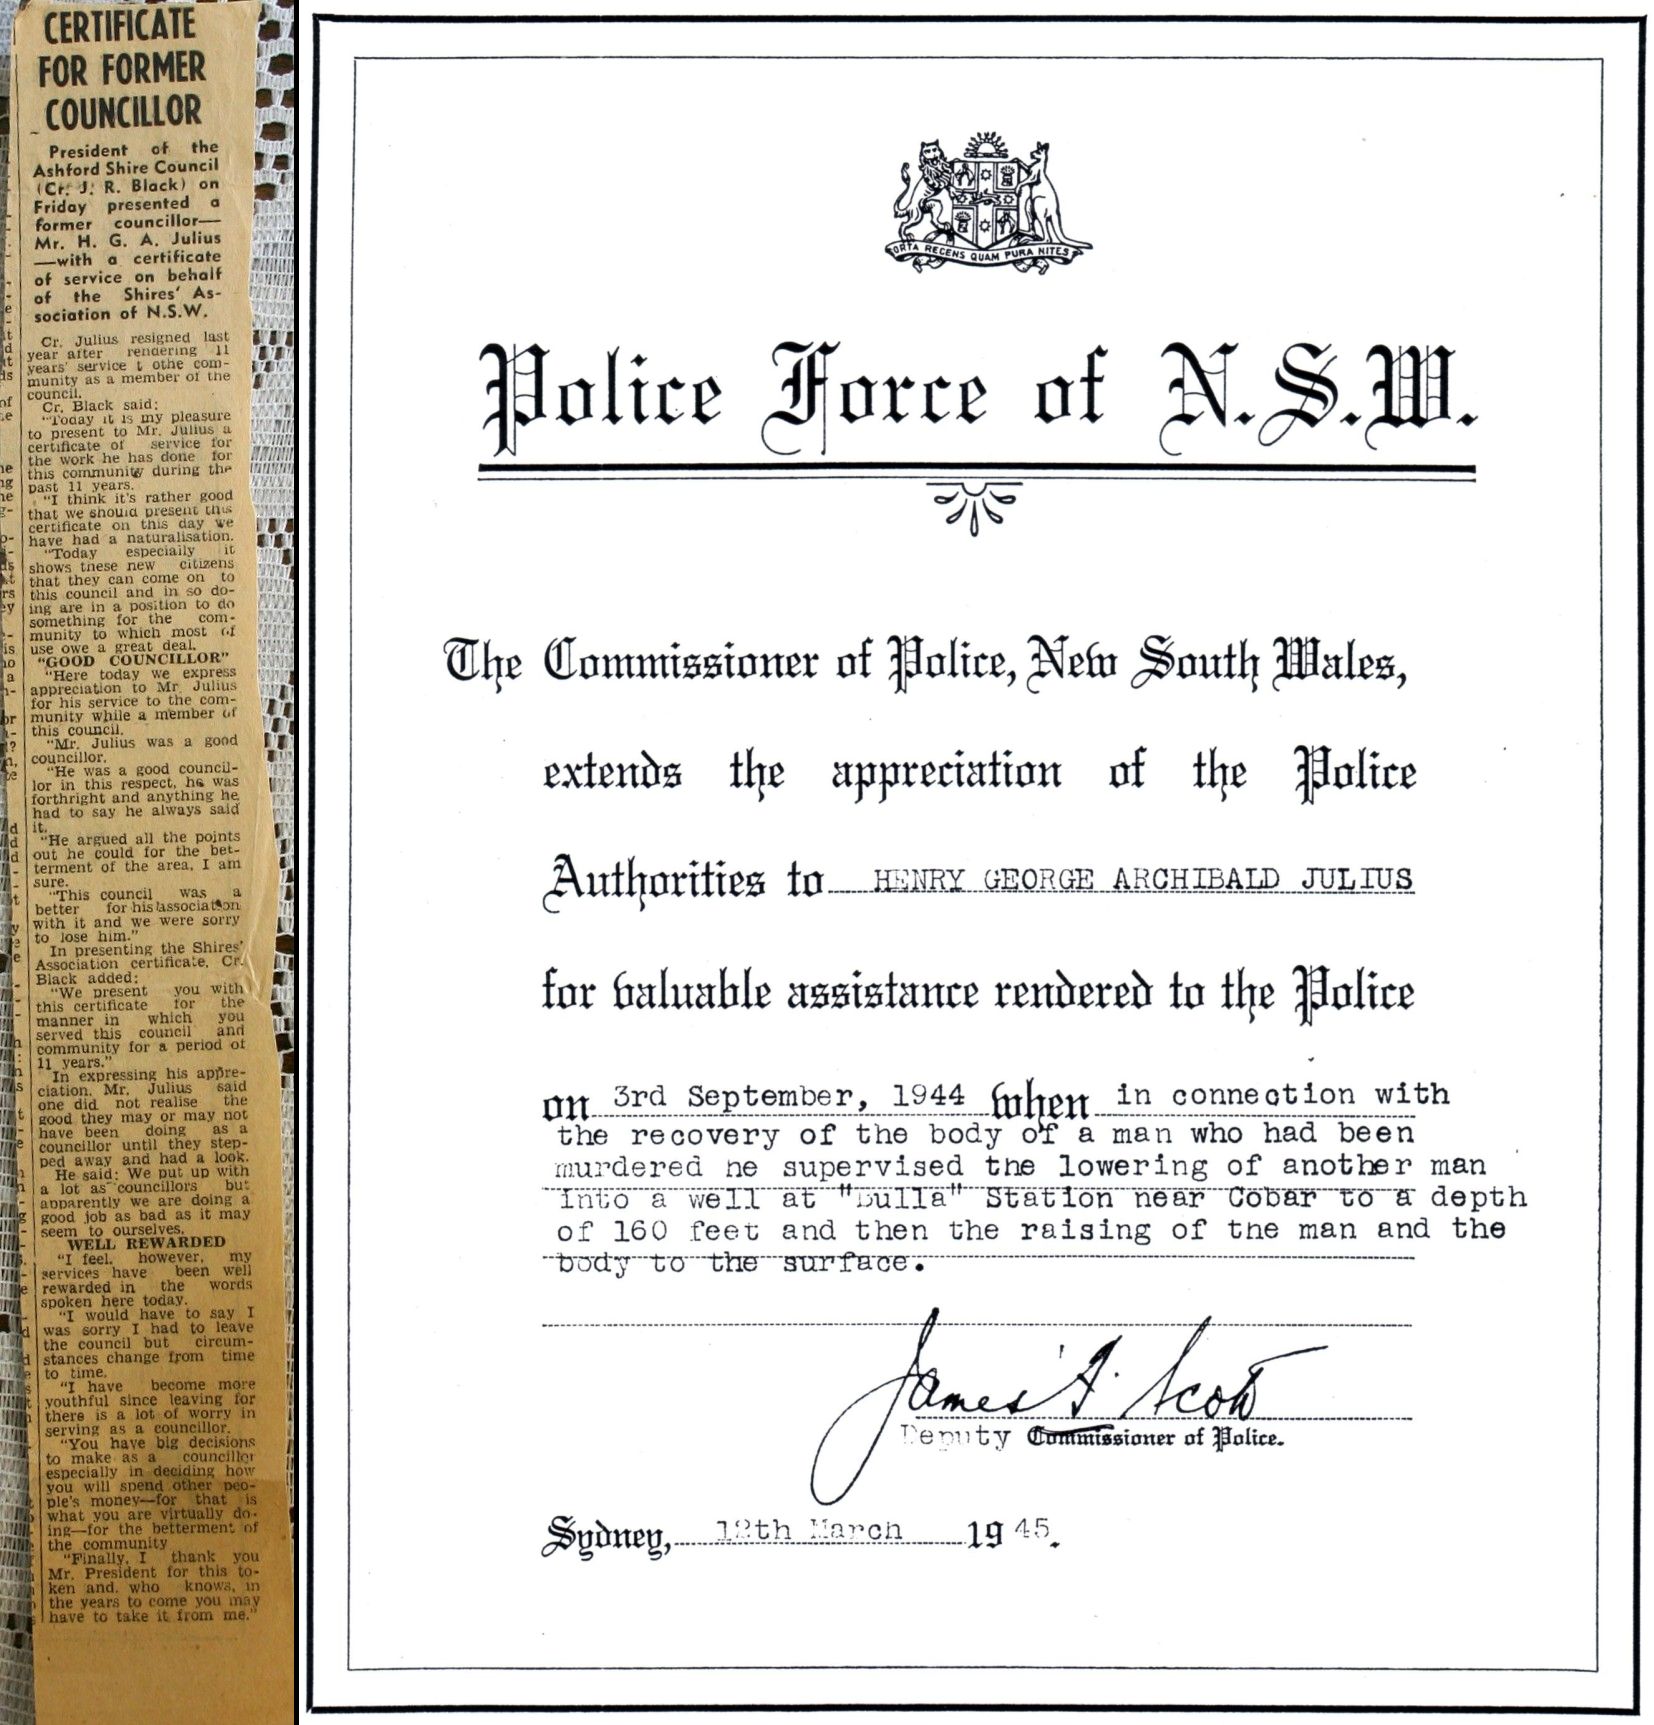 CERTIFICATE
FOR FORMER
COUNCILLOR
President of the
Ashford Shire Council
(Cr. J. R. Black) on
Friday presented a
former councillor—
Mr. H. G. A. Julius
—with a certificate
of service on behalf
of the Shires' As-
sociation of N.S.W.
Cr. Julius resigned last
year after rendering 11
years' service t othe com-
munity as a member of the
council.
Cr. Black said:
"Today it is my pleasure
to present to Mr. Julius a
certificate of service for
the work he has done for
this community during the
past 11 years.
"I think it's rather good
that we should present this
certificate on this day we
have had a naturalisation.
"Today especially it
shows these new citizens
that they can come on to
this council and in so do-
ing are in a position to do
something for the com-
munity to which most of
use owe a great deal.
"GOOD COUNCILLOR"
"Here today we express
appreciation to Mr. Julius
for his service to the com-
munity while a member of
this council.
"Mr. Julius was a good
councillor.
"He was a good council-
lor in this respect, he was
forthright and anything he
had to say he always said
it.
"He argued all the points
out he could for the bet-
terment of the area, I am
sure.
"This council was a
better for his association
with it and we were sorry
to lose him."
In presenting the Shires'
Association certificate, Cr.
Black added:
"We present you with
this certificate for the
manner in which you
served this council and
community for a period of
11 years."
In expressing his appre-
ciation, Mr. Julius said
one did not realise the
good they may or may not
have been doing as a
councillor until they step-
ped away and had a look.
He said: We put up with
a lot as councillors but
apparently we are doing a
good job as bad as it may
seem to ourselves.
WELL REWARDED
"I feel, however, my
services have been well
rewarded in the words
spoken here today.
"I would have to say I
was sorry I had to leave
the council but circum-
stances change from time
to time.
"I have become more
youthful since leaving for
there is a lot of worry in
serving as a councillor.
"You have big decisions
to make as a councillor
especially in deciding how
you will spend other peo-
ple's money—for that is
what you are virtually do-
ing—for the betterment of
the community
"Finally, I thank you
Mr. President for this to-
ken and, who knows, in
the years to come you may
have to take it from me."
ORTA RECENS QUAM PURA NITES
Police Force of N.S.W.
The Commissioner of Police, New South Wales,
extends the appreciation of the Police
Authorities to HENRY GEORGE ARCHIBALD JULIUS
for valuable assistance rendered to the Police
on 3rd September, 1944 when in connection with
the recovery of the body of a man who had been
murdered he supervised the lowering of another man
into a well at "Bulla" Station near Cobar to a depth
of 160 feet and then the raising of the man and the
body to the surface.
James F. Scott
Deputy Commissioner of Police.
Sydney, 12th March 1945.